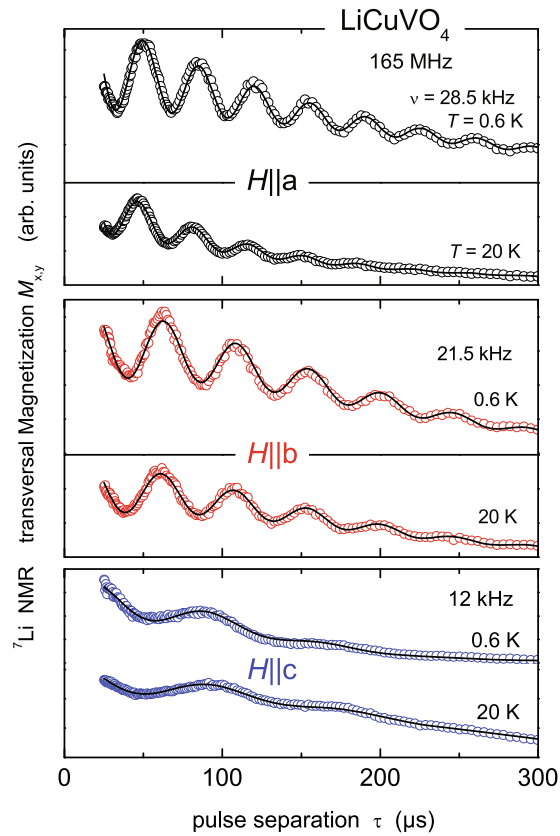 LiCuVO₄
165 MHz
ν = 28.5 kHz
T = 0.6 K
H||a
T = 20 K
21.5 kHz
0.6 K
H||b
20 K
12 kHz
0.6 K
H||c
20 K
⁷Li NMR transversal Magnetization Mx,y (arb. units)
0 100 200 300
pulse separation τ (μs)